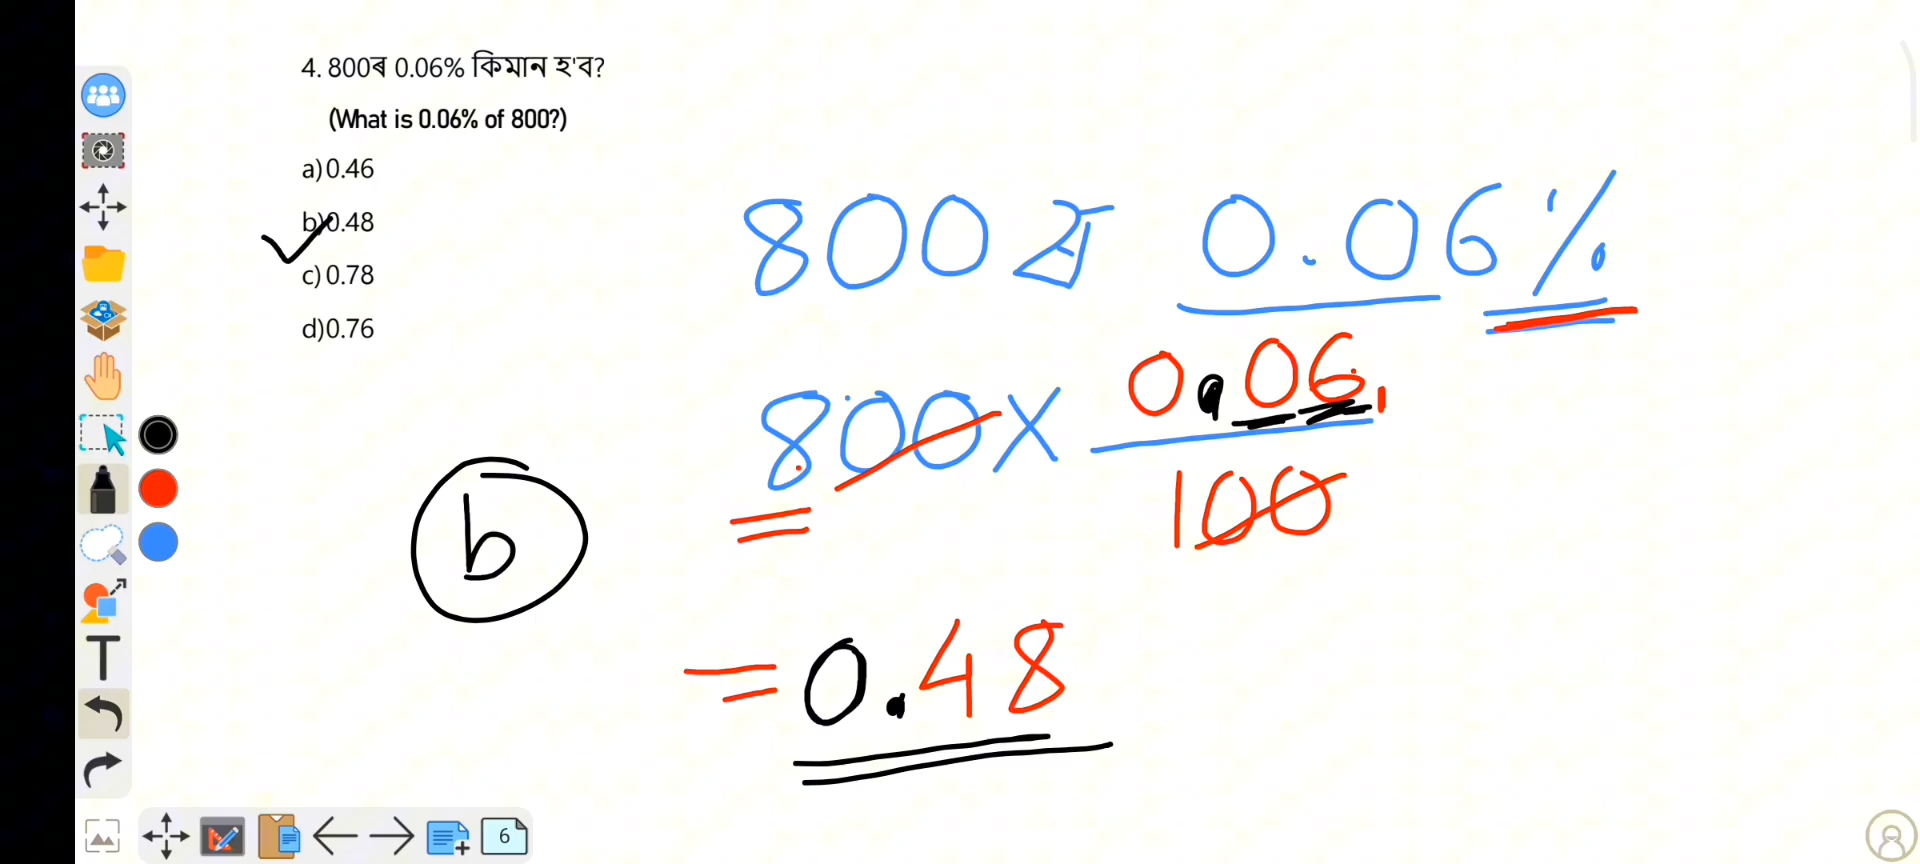 4. 800ৰ 0.06% কিমান হ'ব?
(What is 0.06% of 800?)
a)0.46
b)0.48
c) 0.78
d)0.76
800ৰ 0.06%
800 X 0.06
100
b
= 0.48
T
6